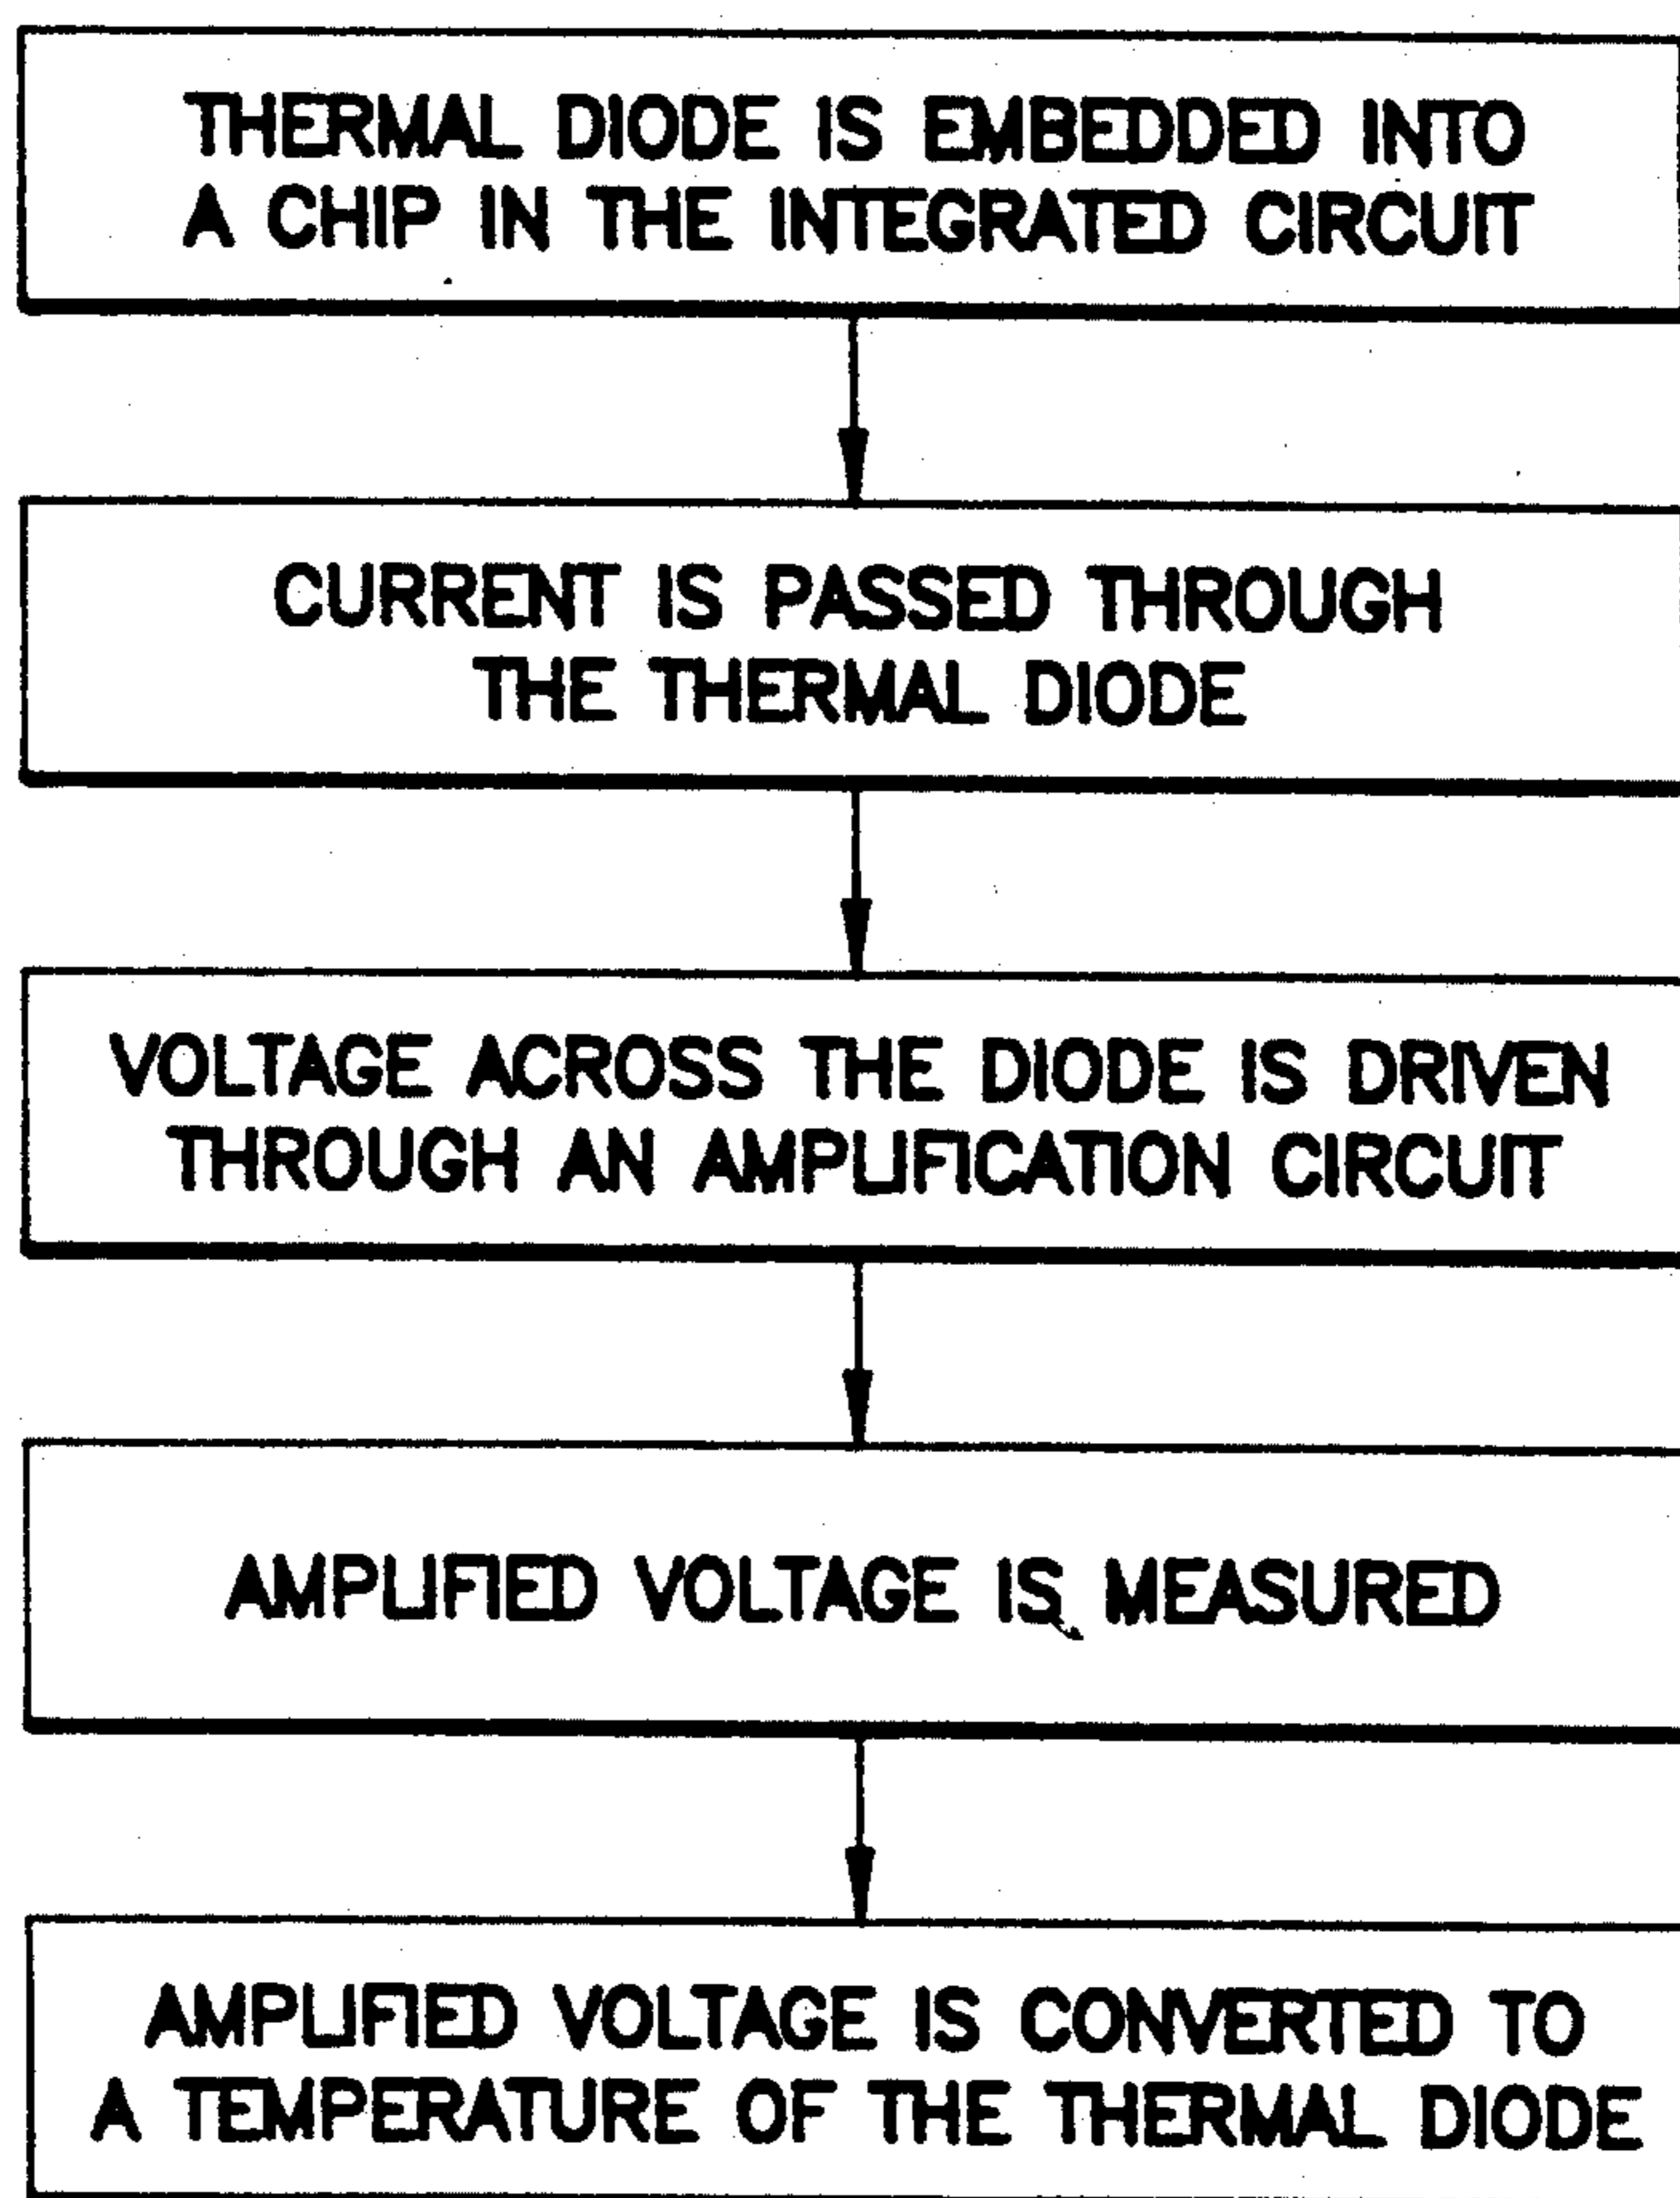 THERMAL DIODE IS EMBEDDED INTO
A CHIP IN THE INTEGRATED CIRCUIT
CURRENT IS PASSED THROUGH
THE THERMAL DIODE
VOLTAGE ACROSS THE DIODE IS DRIVEN
THROUGH AN AMPLIFICATION CIRCUIT
AMPLIFIED VOLTAGE IS MEASURED
AMPLIFIED VOLTAGE IS CONVERTED TO
A TEMPERATURE OF THE THERMAL DIODE